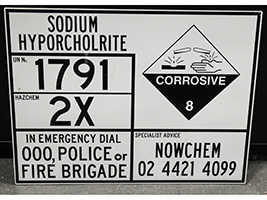 SODIUM
HYPORCHOLRITE
UN No.
1791
HAZCHEM
2X
CORROSIVE
8
IN EMERGENCY DIAL
000, POLICE or
FIRE BRIGADE
SPECIALIST ADVICE
NOWCHEM
02 4421 4099